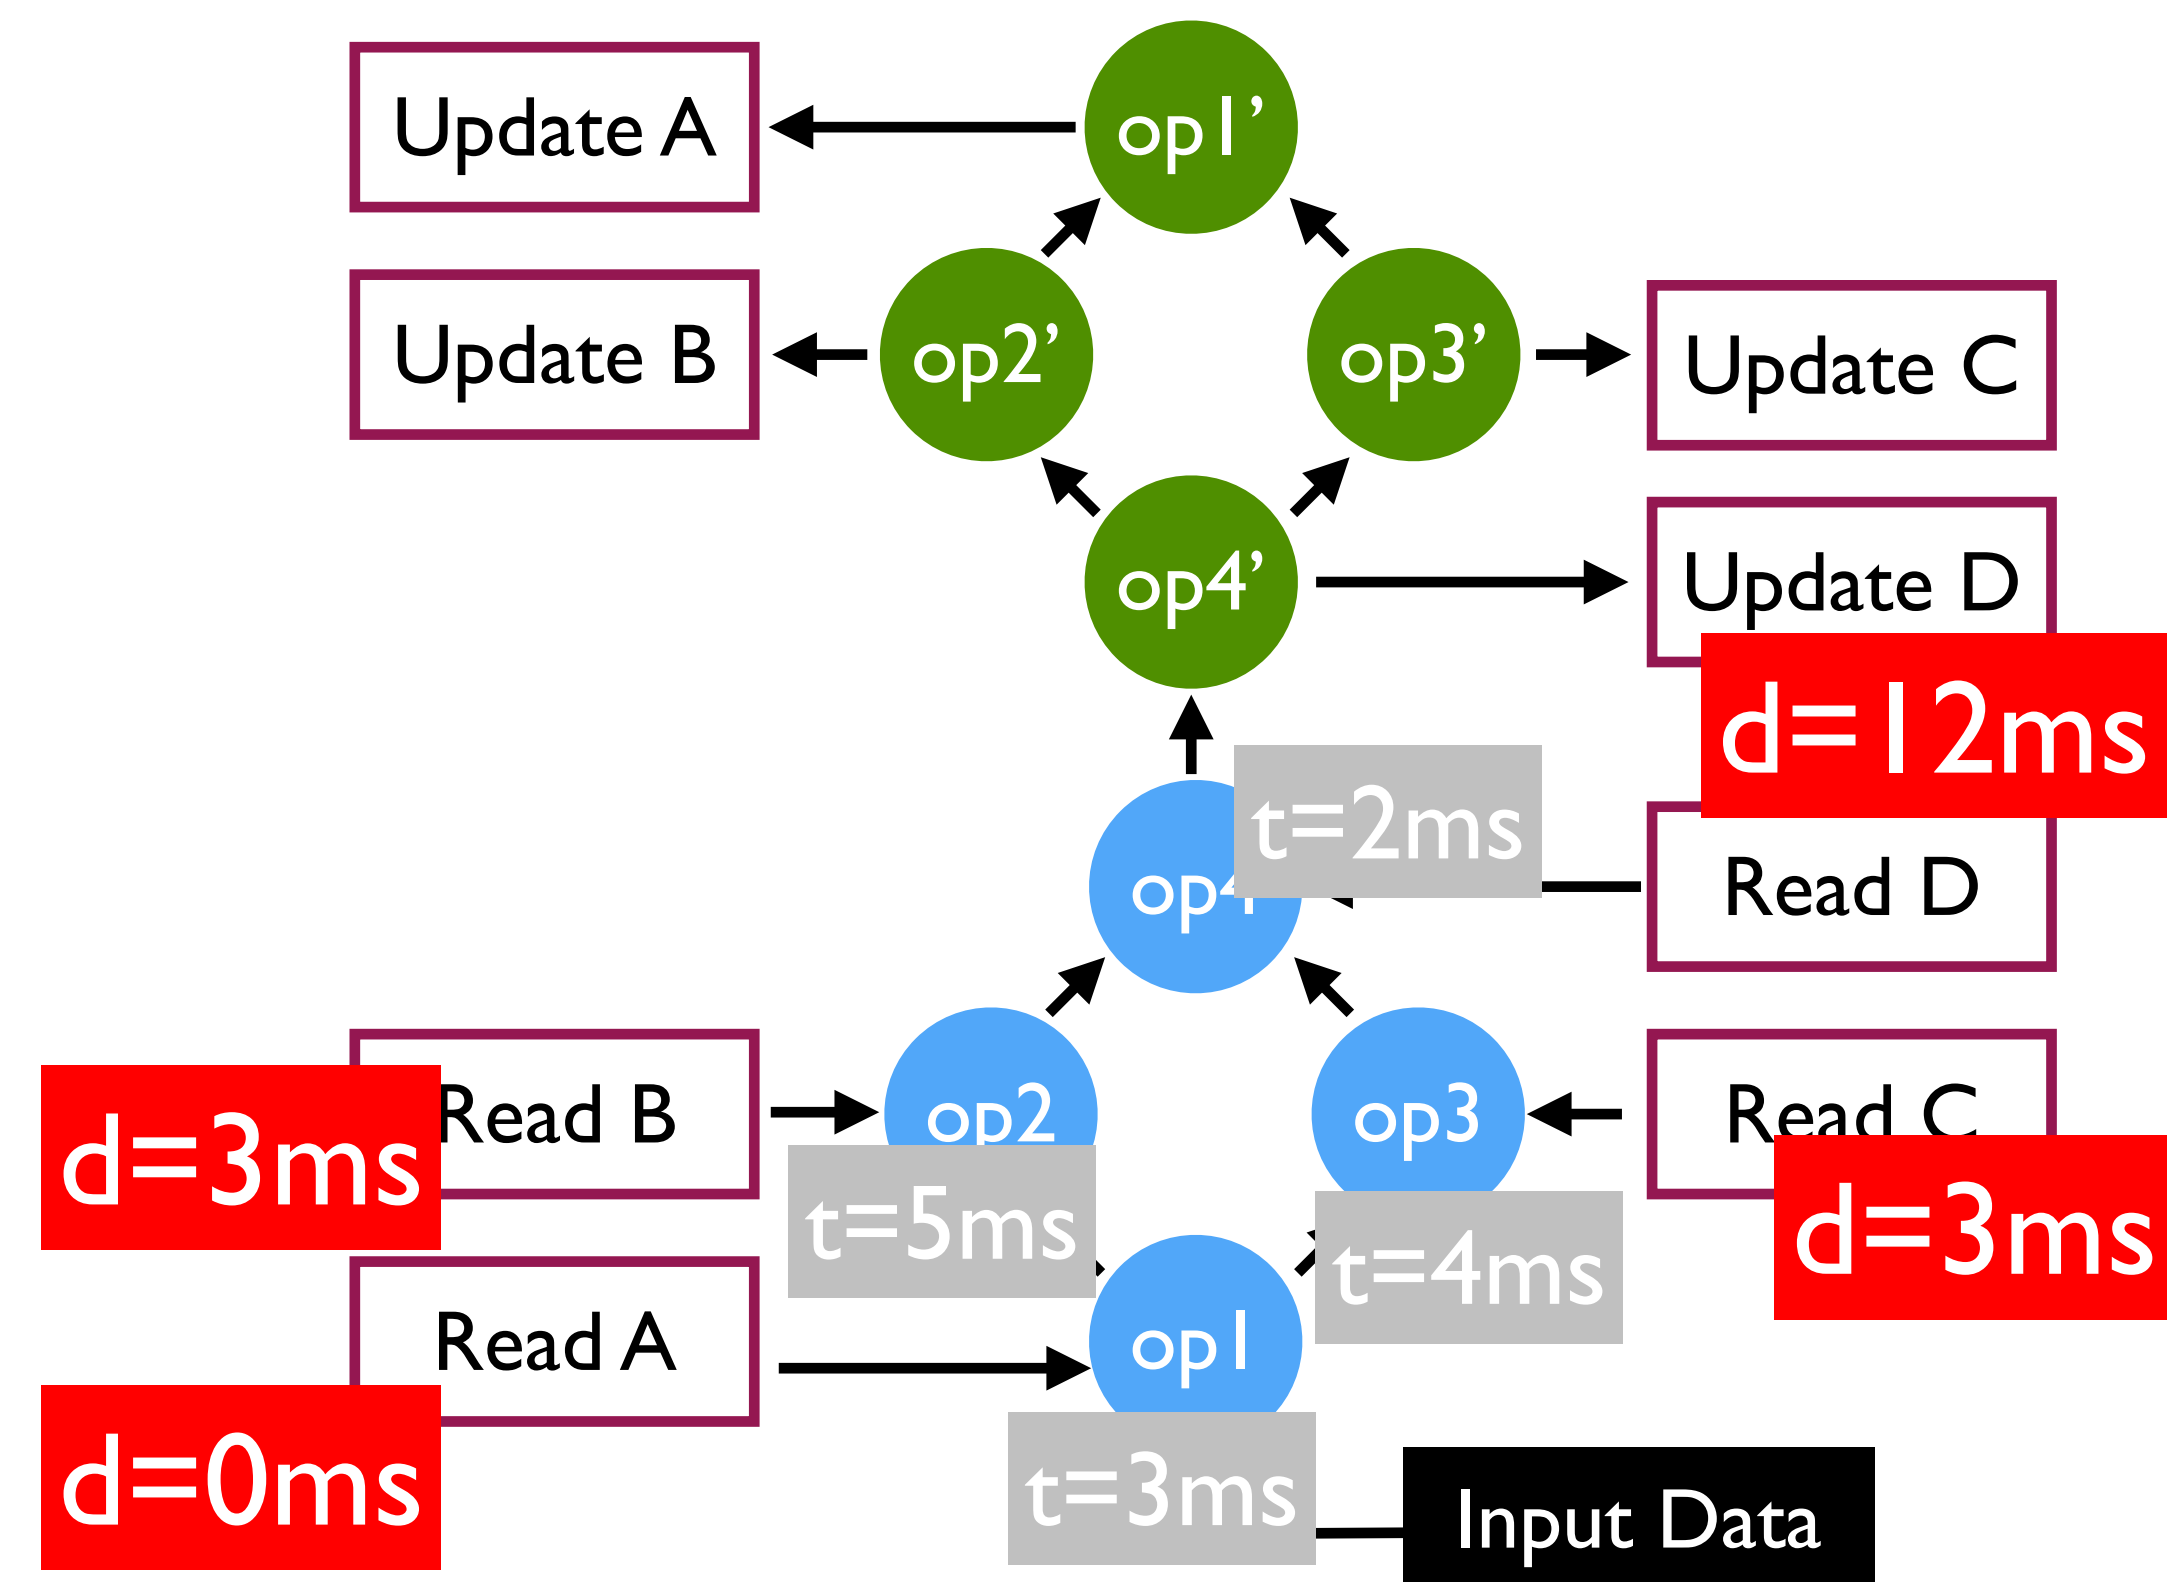 Update A
op1’
Update B
op2’
op3’
Update C
op4’
Update D
d=12ms
t=2ms
op4
Read D
Read B
op2
op3
Read C
d=3ms
t=5ms
t=4ms
d=3ms
Read A
op1
d=0ms
t=3ms
Input Data